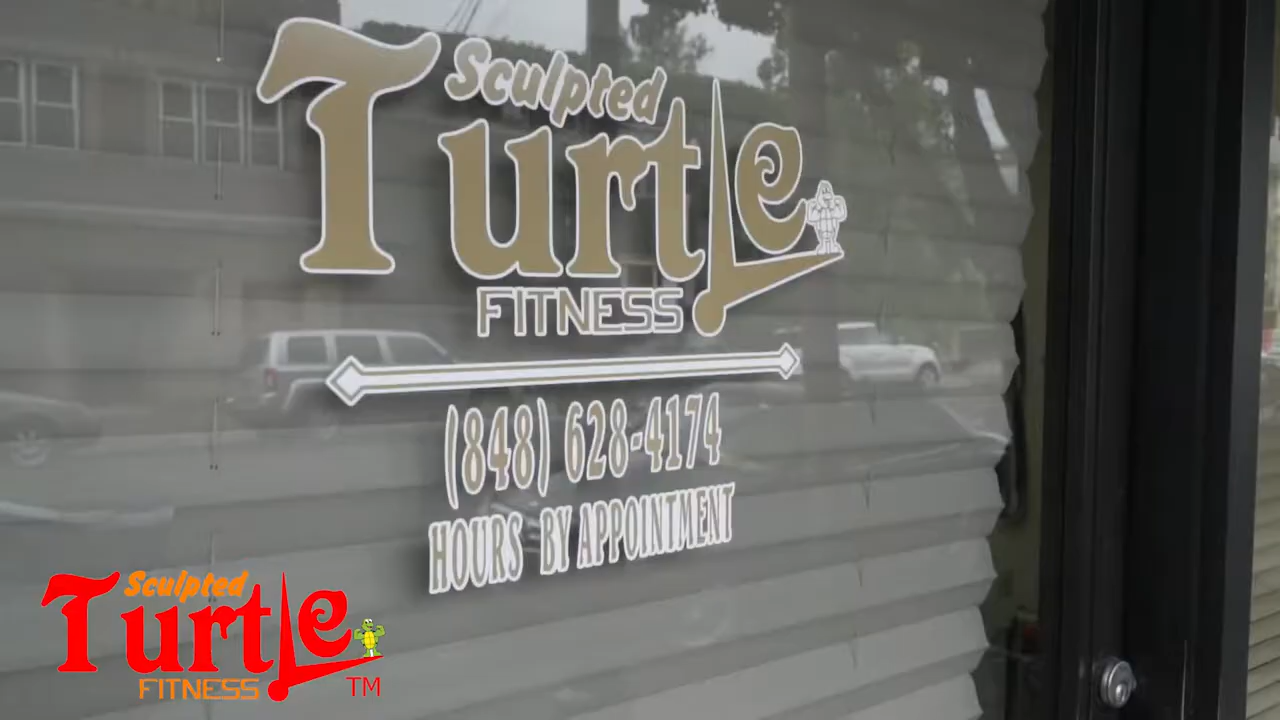 Sculpted
Turtle
FITNESS
(848) 628-4174
HOURS BY APPOINTMENT
Sculpted
Turtle
FITNESS TM